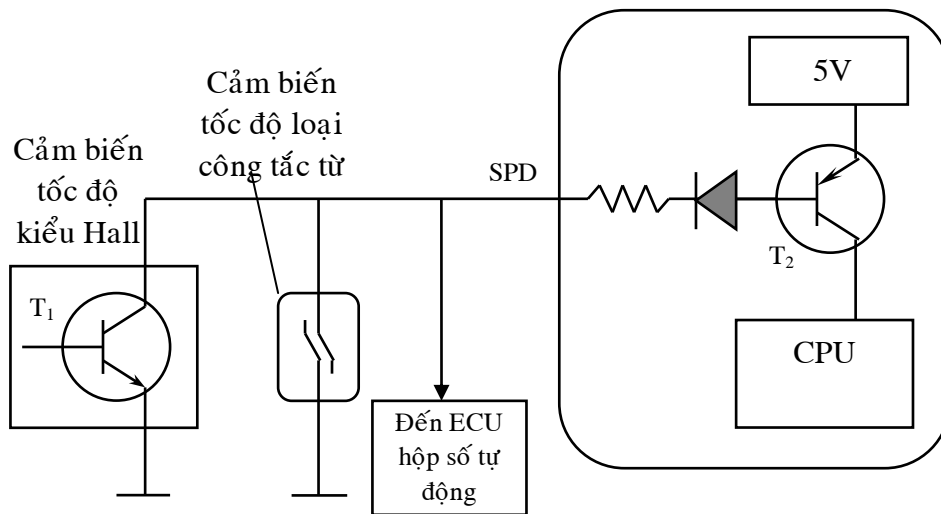 Cảm biến
tốc độ
kiểu Hall
T1
Cảm biến
tốc độ loại
công tắc từ
SPD
Đến ECU
hộp số tự
động
5V
T2
CPU